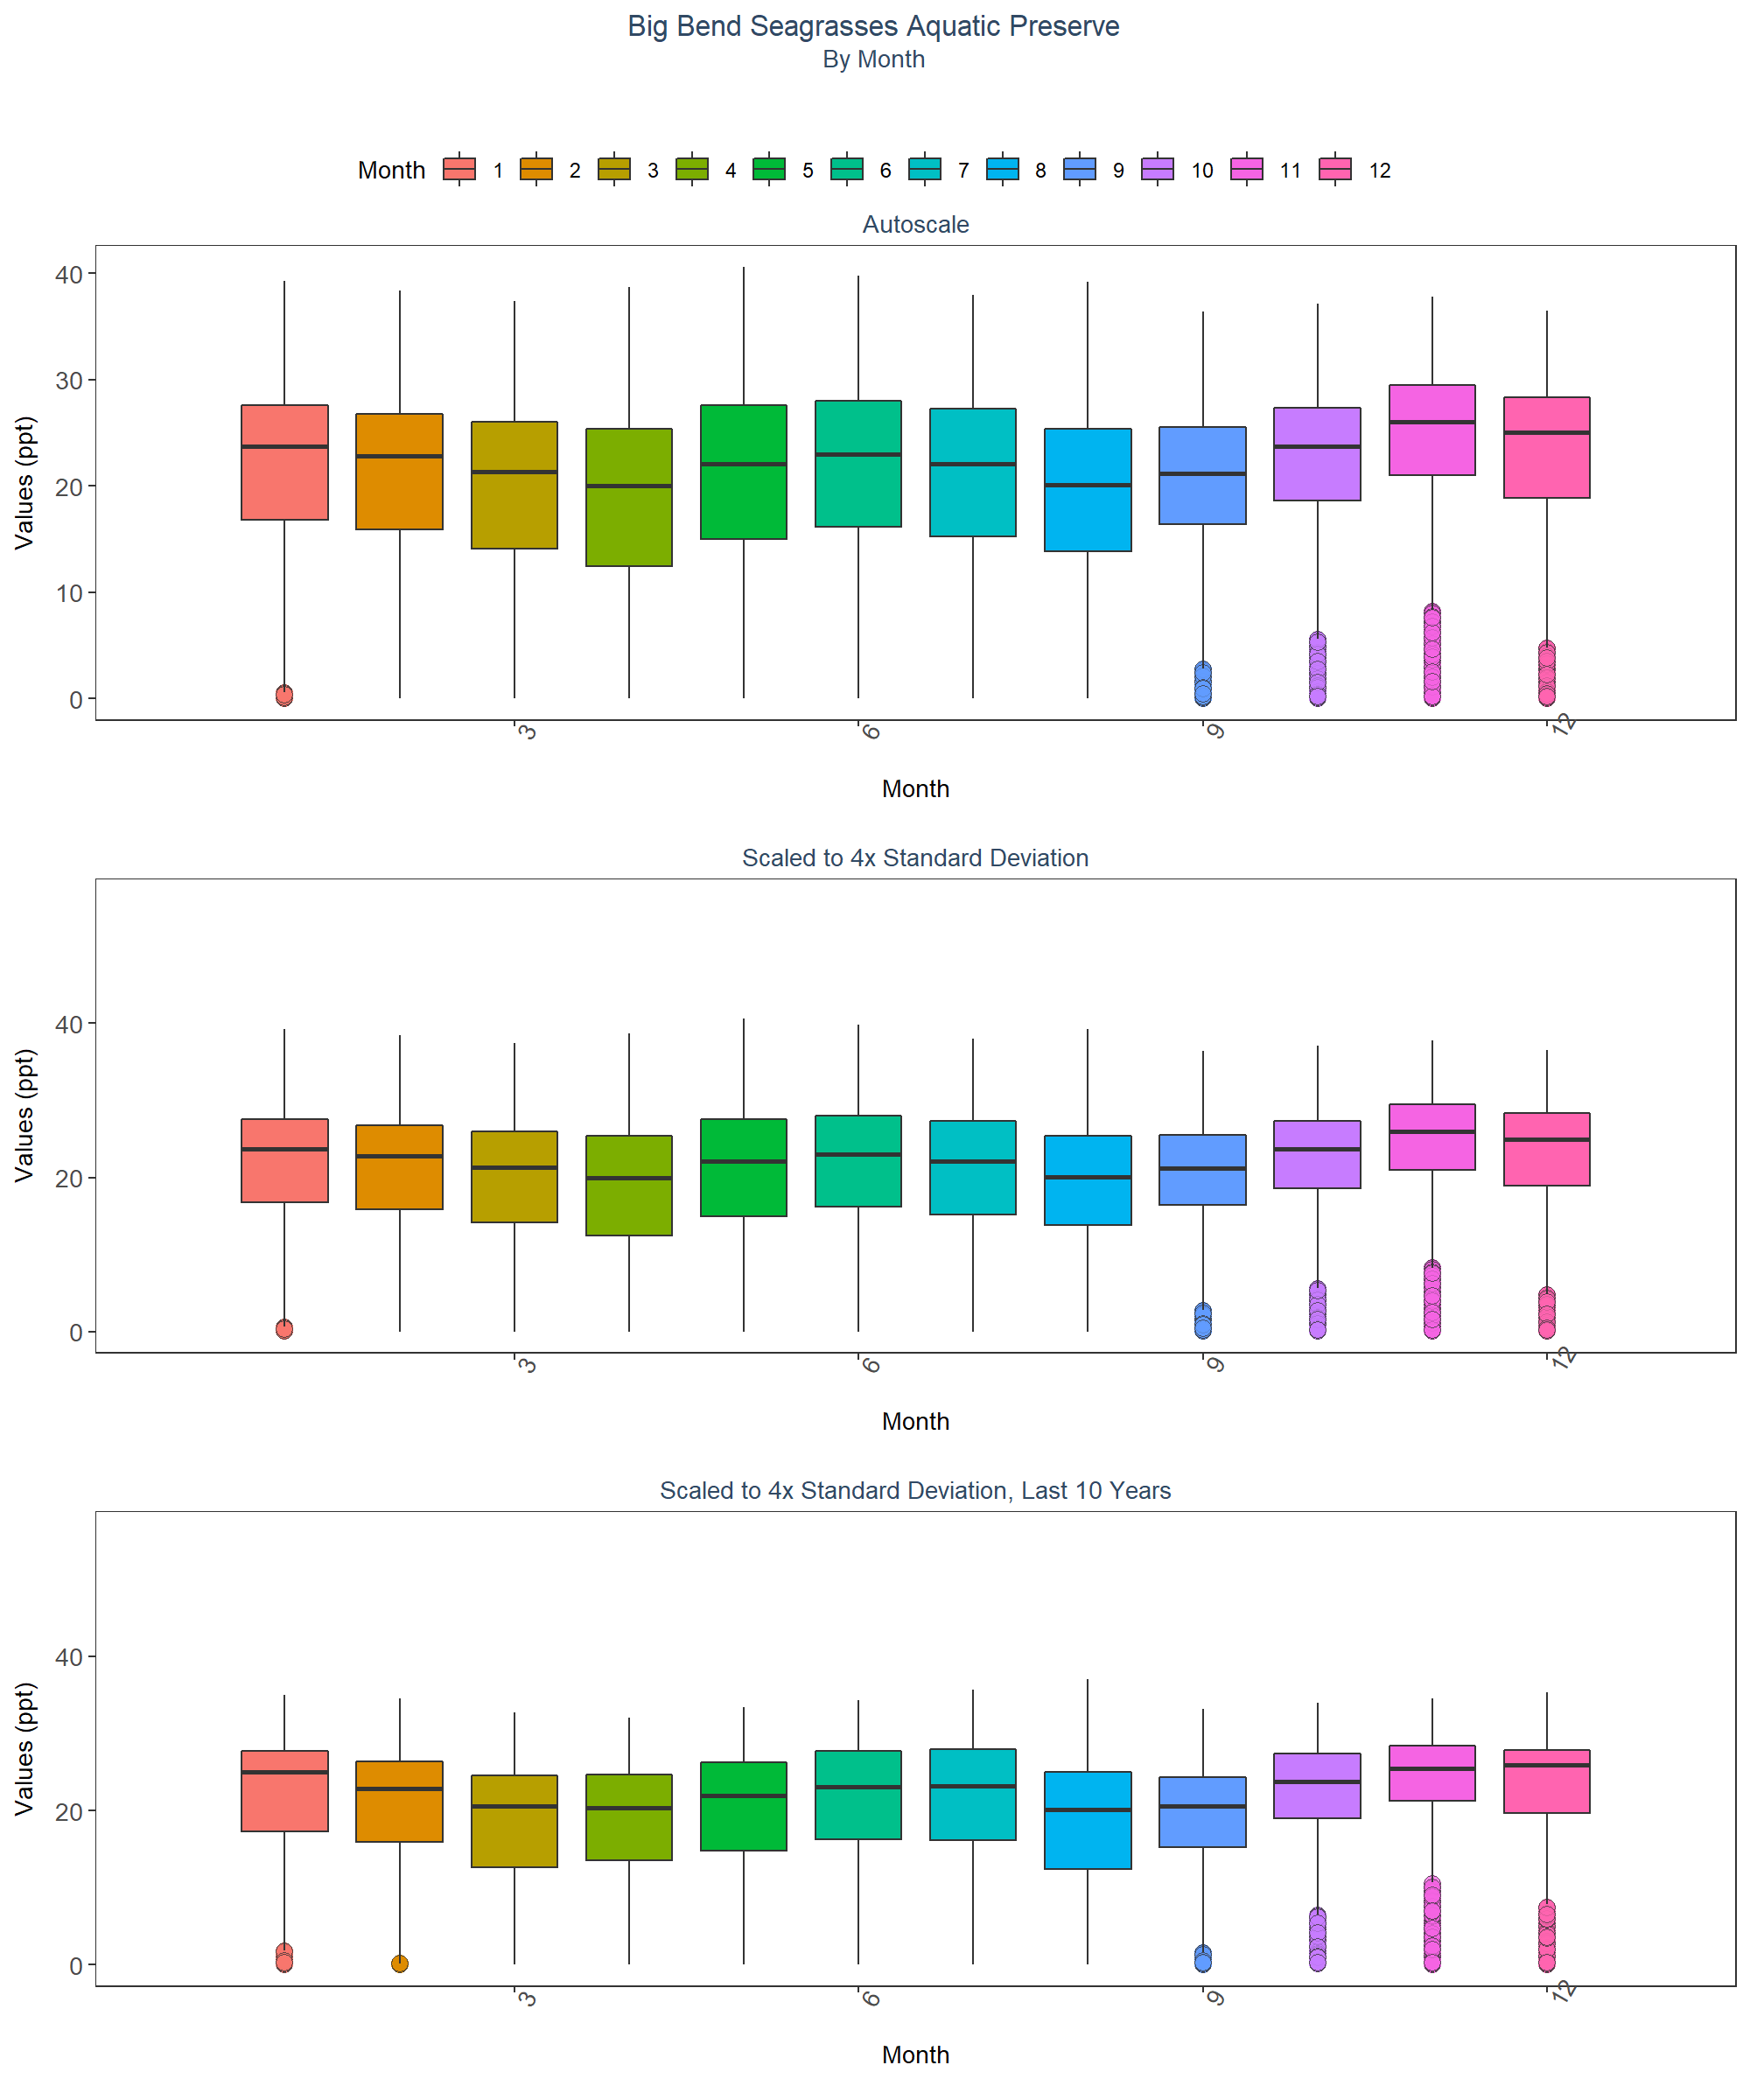 Big Bend Seagrasses Aquatic Preserve
By Month
Month 1 2 3 4 5 6 7 8 9 10 11 12
Autoscale
Values (ppt)
40
30
20
10
0
3 6 9 12
Month
Scaled to 4x Standard Deviation
Values (ppt)
40
20
0
3 6 9 12
Month
Scaled to 4x Standard Deviation, Last 10 Years
Values (ppt)
40
20
0
3 6 9 12
Month